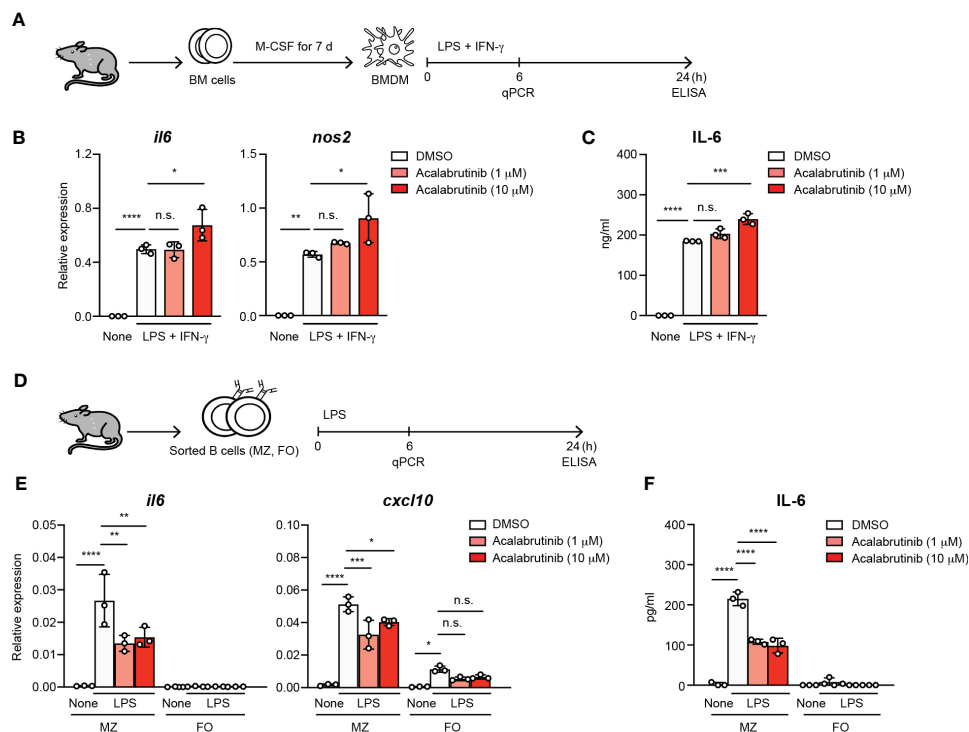 A
M-CSF for 7 d
LPS + IFN-γ
BM cells
BMDM
0
6
24 (h)
qPCR
ELISA
B
il6
nos2
DMSO
Acalabrutinib (1 μM)
Acalabrutinib (10 μM)
Relative expression
1.2
0.8
0.4
0.0
****
n.s.
*
None
LPS + IFN-γ
1.5
1.0
0.5
0.0
**
n.s.
*
None
LPS + IFN-γ
C
IL-6
DMSO
Acalabrutinib (1 μM)
Acalabrutinib (10 μM)
ng/ml
400
300
200
100
0
****
n.s.
***
None
LPS + IFN-γ
D
LPS
Sorted B cells (MZ, FO)
0
6
24 (h)
qPCR
ELISA
E
il6
cxcl10
DMSO
Acalabrutinib (1 μM)
Acalabrutinib (10 μM)
Relative expression
0.05
0.04
0.03
0.02
0.01
0.00
****
**
**
None
LPS
None
LPS
MZ
FO
0.10
0.08
0.06
0.04
0.02
0.00
****
***
*
*
n.s.
n.s.
None
LPS
None
LPS
MZ
FO
F
IL-6
DMSO
Acalabrutinib (1 μM)
Acalabrutinib (10 μM)
pg/ml
400
300
200
100
0
****
****
****
None
LPS
None
LPS
MZ
FO